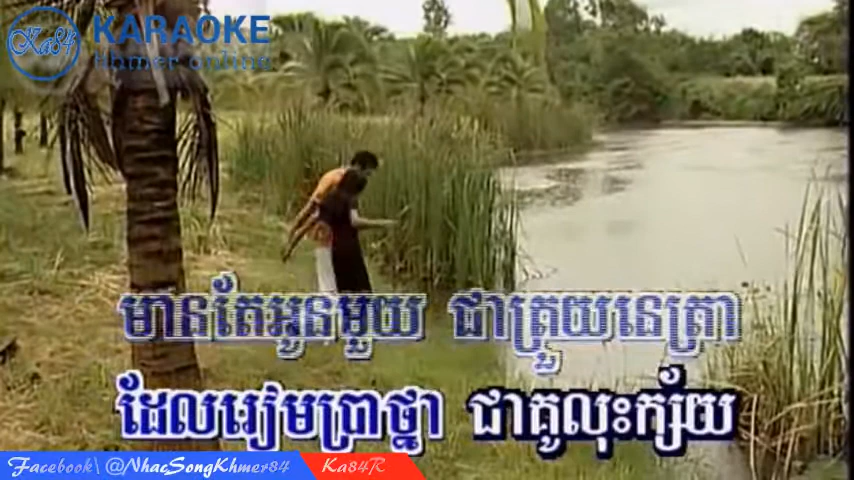 Ka84
KARAOKE
Khmer online
មានតែអូនមួយ ជាត្រួយនេត្រា
ដែលរៀមប្រាថ្នា ជាគូលុះក្ស័យ
Facebook\ @NhacSongKhmer84 Ka84R